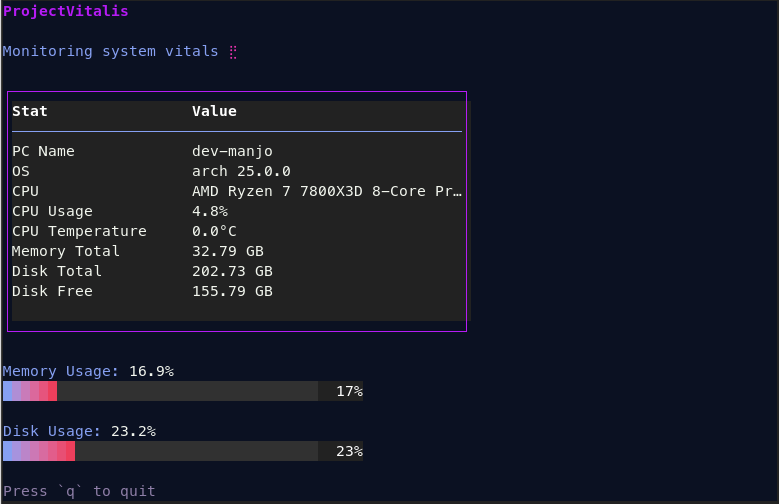 ProjectVitalis
Monitoring system vitals
Stat Value
PC Name dev-manjo
OS arch 25.0.0
CPU AMD Ryzen 7 7800X3D 8-Core Pr…
CPU Usage 4.8%
CPU Temperature 0.0°C
Memory Total 32.79 GB
Disk Total 202.73 GB
Disk Free 155.79 GB
Memory Usage: 16.9%
17%
Disk Usage: 23.2%
23%
Press `q` to quit